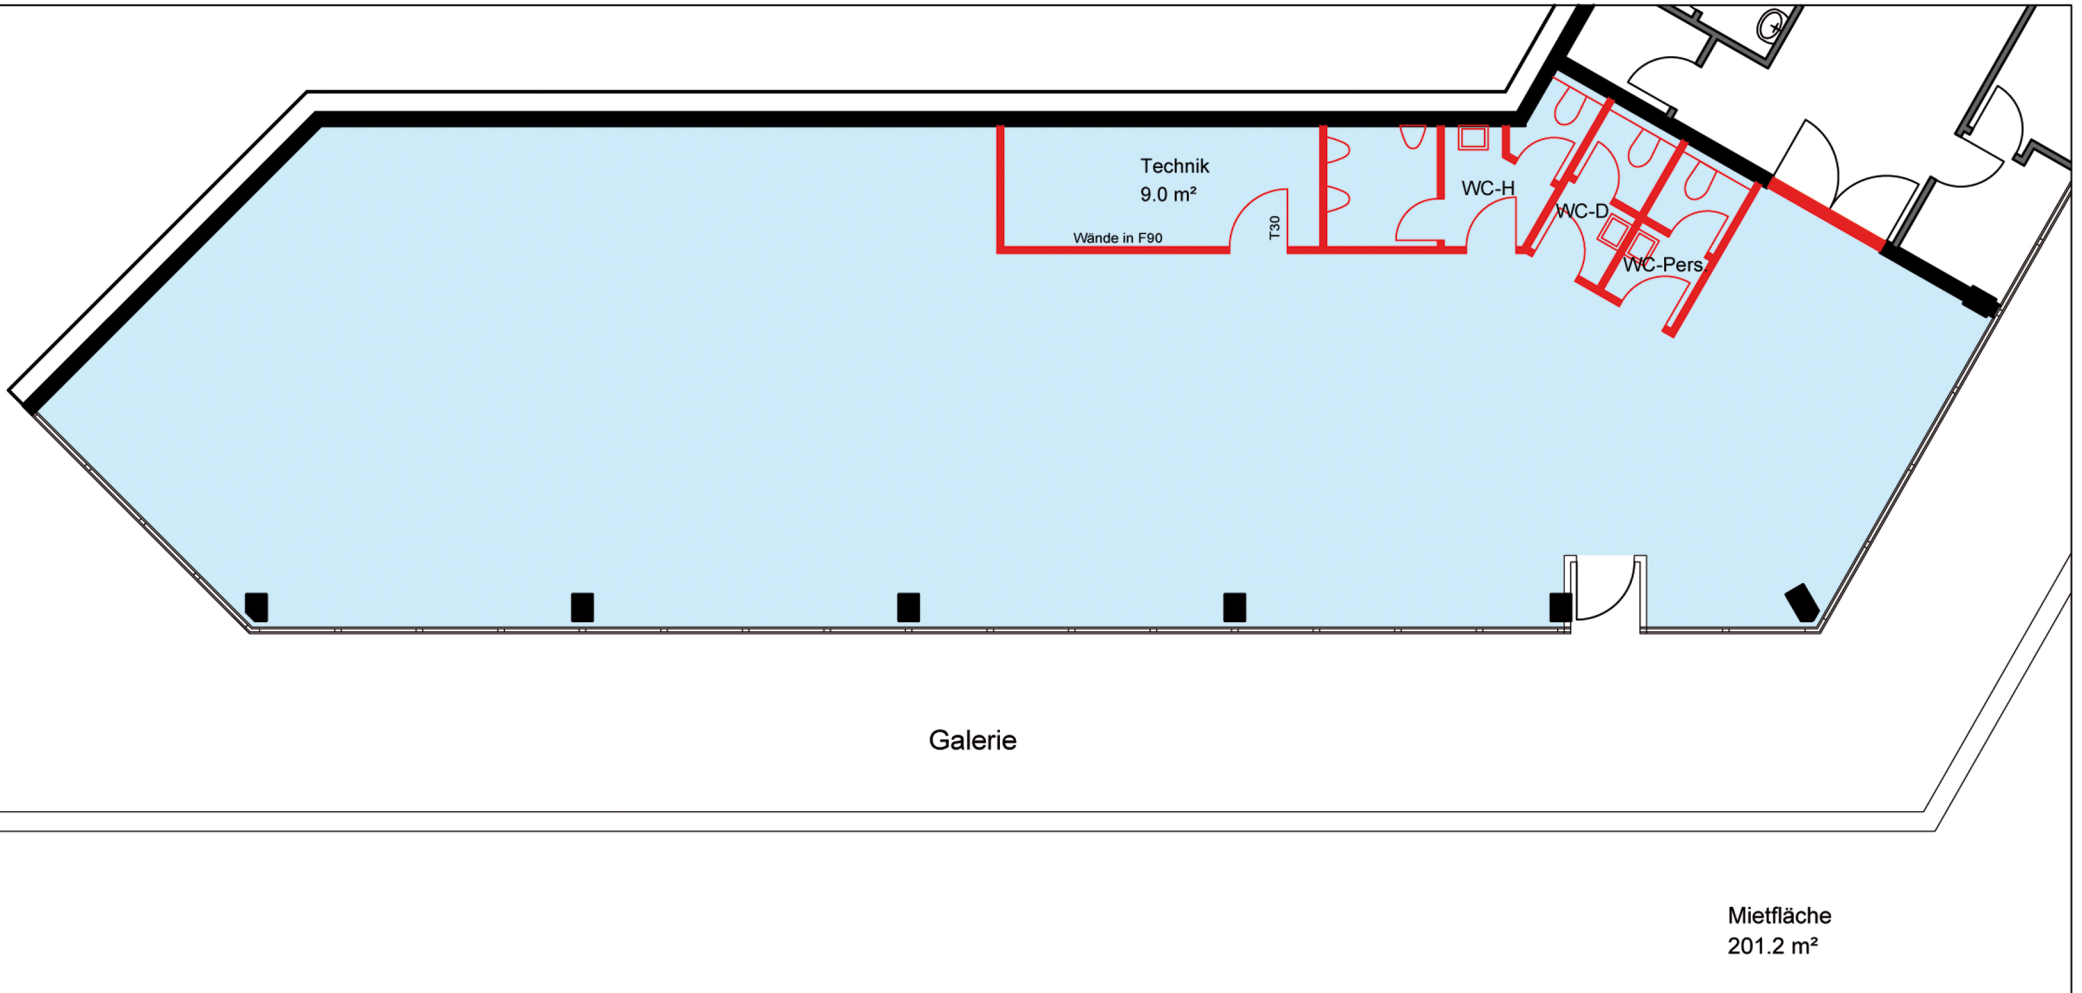 Technik
9.0 m²
Wände in F90
T30
WC-H
WC-D
WC-Pers.
Galerie
Mietfläche
201.2 m²